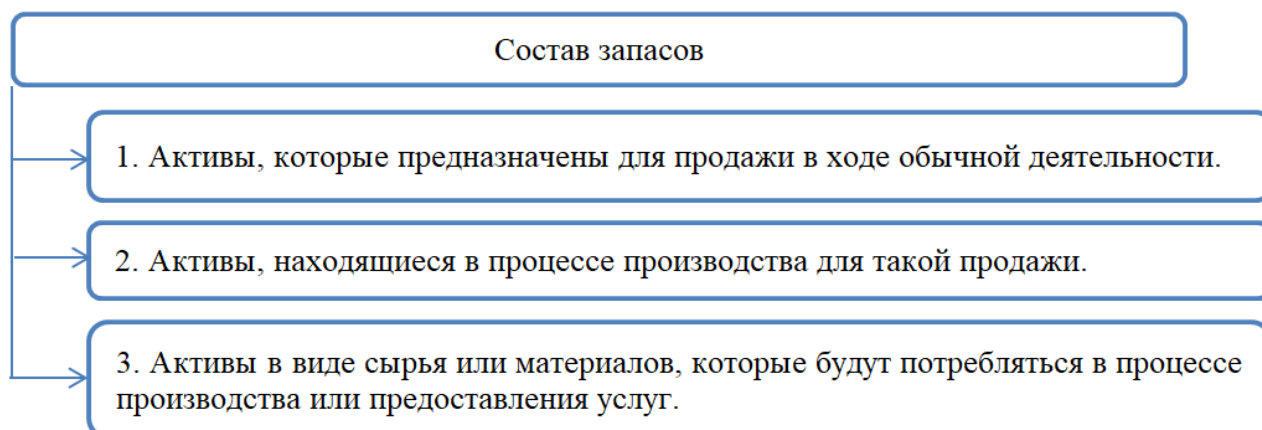 Состав запасов
1. Активы, которые предназначены для продажи в ходе обычной деятельности.
2. Активы, находящиеся в процессе производства для такой продажи.
3. Активы в виде сырья или материалов, которые будут потребляться в процессе
производства или предоставления услуг.